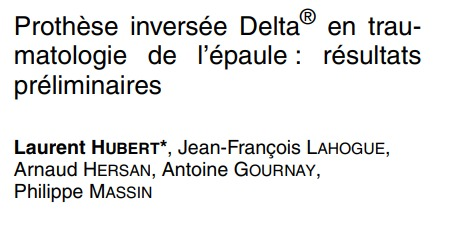 Prothèse inversée Delta® en trau-
matologie de l'épaule : résultats
préliminaires
Laurent HUBERT*, Jean-François LAHOGUE,
Arnaud HERSAN, Antoine GOURNAY,
Philippe MASSIN